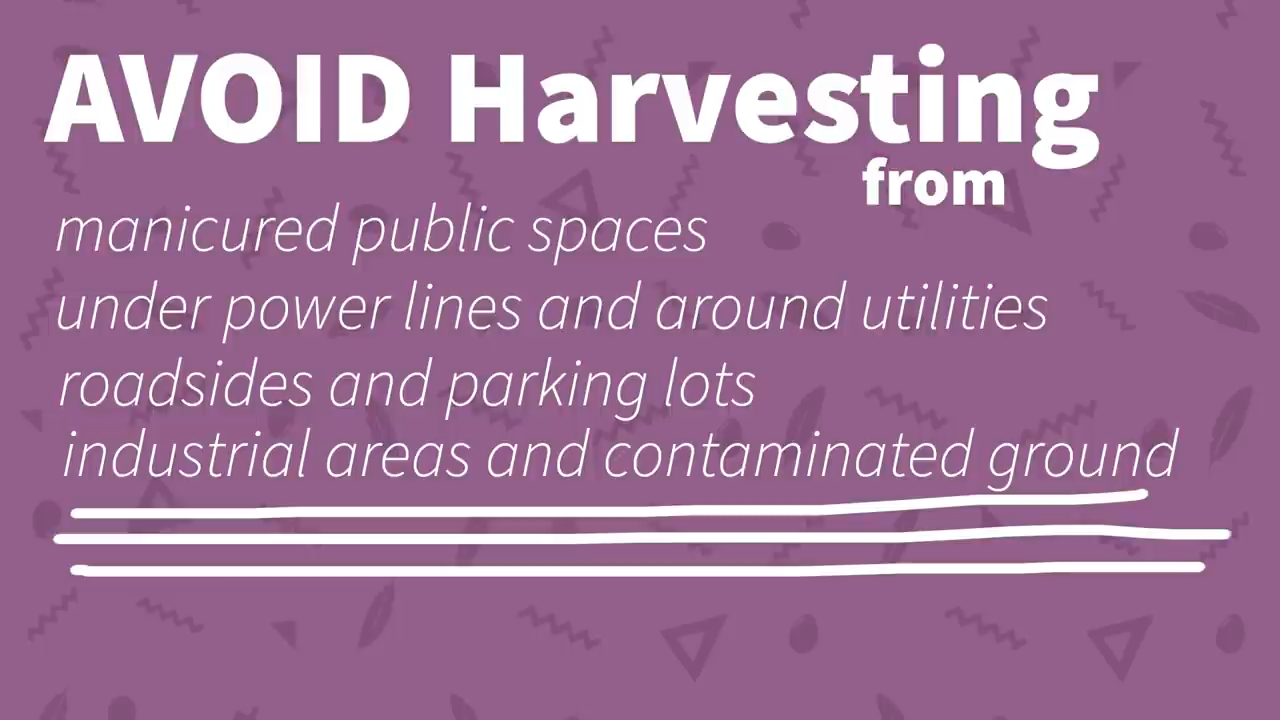 AVOID Harvesting
from
manicured public spaces
under power lines and around utilities
roadsides and parking lots
industrial areas and contaminated ground